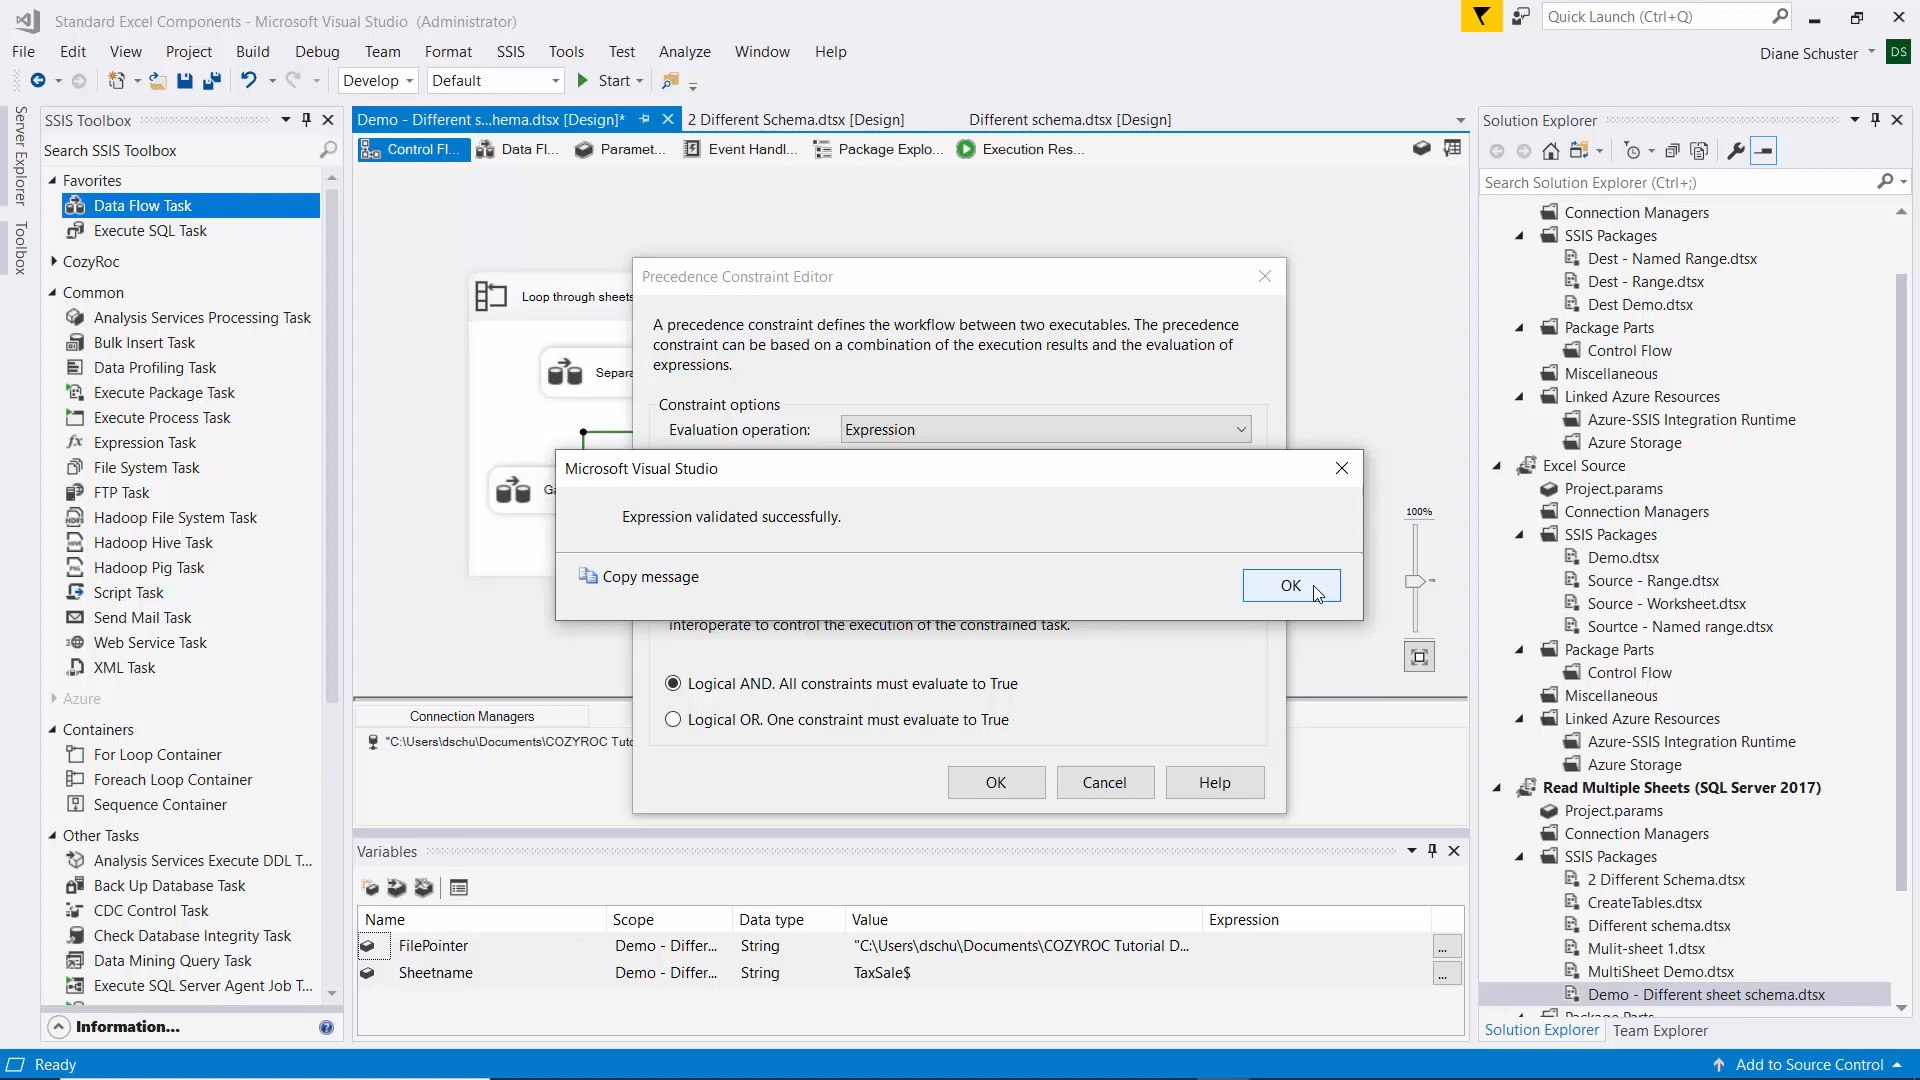 Standard Excel Components - Microsoft Visual Studio (Administrator)
Quick Launch (Ctrl+Q)
File Edit View Project Build Debug Team Format SSIS Tools Test Analyze Window Help
Diane Schuster DS
Develop Default Start
Server Explorer
Toolbox
SSIS Toolbox
Search SSIS Toolbox
Favorites
Data Flow Task
Execute SQL Task
CozyRoc
Common
Analysis Services Processing Task
Bulk Insert Task
Data Profiling Task
Execute Package Task
Execute Process Task
Expression Task
File System Task
FTP Task
Hadoop File System Task
Hadoop Hive Task
Hadoop Pig Task
Script Task
Send Mail Task
Web Service Task
XML Task
Azure
Containers
For Loop Container
Foreach Loop Container
Sequence Container
Other Tasks
Analysis Services Execute DDL T...
Back Up Database Task
CDC Control Task
Check Database Integrity Task
Data Mining Query Task
Execute SQL Server Agent Job T...
Information...
Demo - Different s...hema.dtsx [Design]* 2 Different Schema.dtsx [Design] Different schema.dtsx [Design]
Control Fl... Data Fl... Paramet... Event Handl... Package Explo... Execution Res...
Loop through sheets
Separa
Ga
Precedence Constraint Editor
A precedence constraint defines the workflow between two executables. The precedence
constraint can be based on a combination of the execution results and the evaluation of
expressions.
Constraint options
Evaluation operation: Expression
Microsoft Visual Studio
Expression validated successfully.
Copy message
OK
interoperate to control the execution of the constrained task.
Logical AND. All constraints must evaluate to True
Logical OR. One constraint must evaluate to True
OK Cancel Help
100%
Connection Managers
"C:\Users\dschu\Documents\COZYROC Tuto
Variables
Name Scope Data type Value Expression
FilePointer Demo - Differ... String "C:\Users\dschu\Documents\COZYROC Tutorial D... ...
Sheetname Demo - Differ... String TaxSale$ ...
Solution Explorer
Search Solution Explorer (Ctrl+;)
Connection Managers
SSIS Packages
Dest - Named Range.dtsx
Dest - Range.dtsx
Dest Demo.dtsx
Package Parts
Control Flow
Miscellaneous
Linked Azure Resources
Azure-SSIS Integration Runtime
Azure Storage
Excel Source
Project.params
Connection Managers
SSIS Packages
Demo.dtsx
Source - Range.dtsx
Source - Worksheet.dtsx
Sourtce - Named range.dtsx
Package Parts
Control Flow
Miscellaneous
Linked Azure Resources
Azure-SSIS Integration Runtime
Azure Storage
Read Multiple Sheets (SQL Server 2017)
Project.params
Connection Managers
SSIS Packages
2 Different Schema.dtsx
CreateTables.dtsx
Different schema.dtsx
Mulit-sheet 1.dtsx
MultiSheet Demo.dtsx
Demo - Different sheet schema.dtsx
Package Parts
Solution Explorer Team Explorer
Ready
Add to Source Control